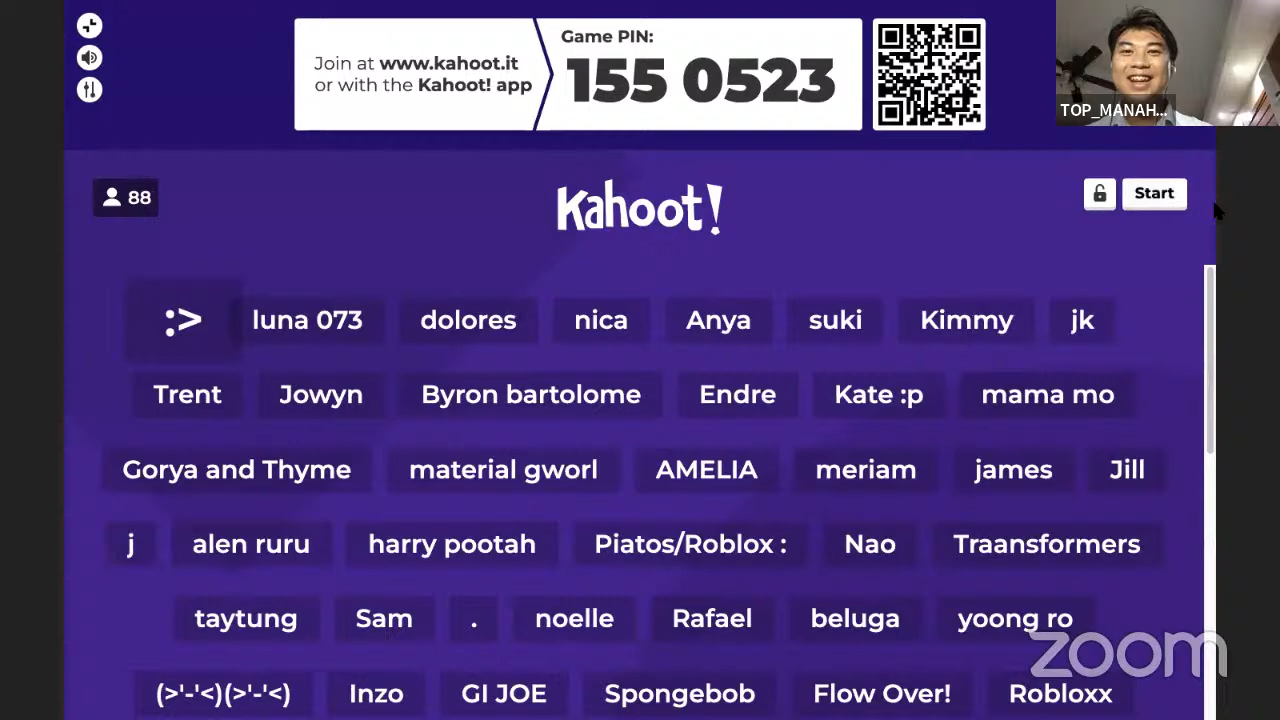 Join at www.kahoot.it
or with the Kahoot! app
Game PIN:
155 0523
TOP_MANAH...
88
Kahoot!
Start
:> luna 073 dolores nica Anya suki Kimmy jk
Trent Jowyn Byron bartolome Endre Kate :p mama mo
Gorya and Thyme material gworl AMELIA meriam james Jill
j alen ruru harry pootah Piatos/Roblox : Nao Traansformers
taytung Sam . noelle Rafael beluga yoong ro
(>'-'<)(>'-'<) Inzo GI JOE Spongebob Flow Over! Robloxx
zoom